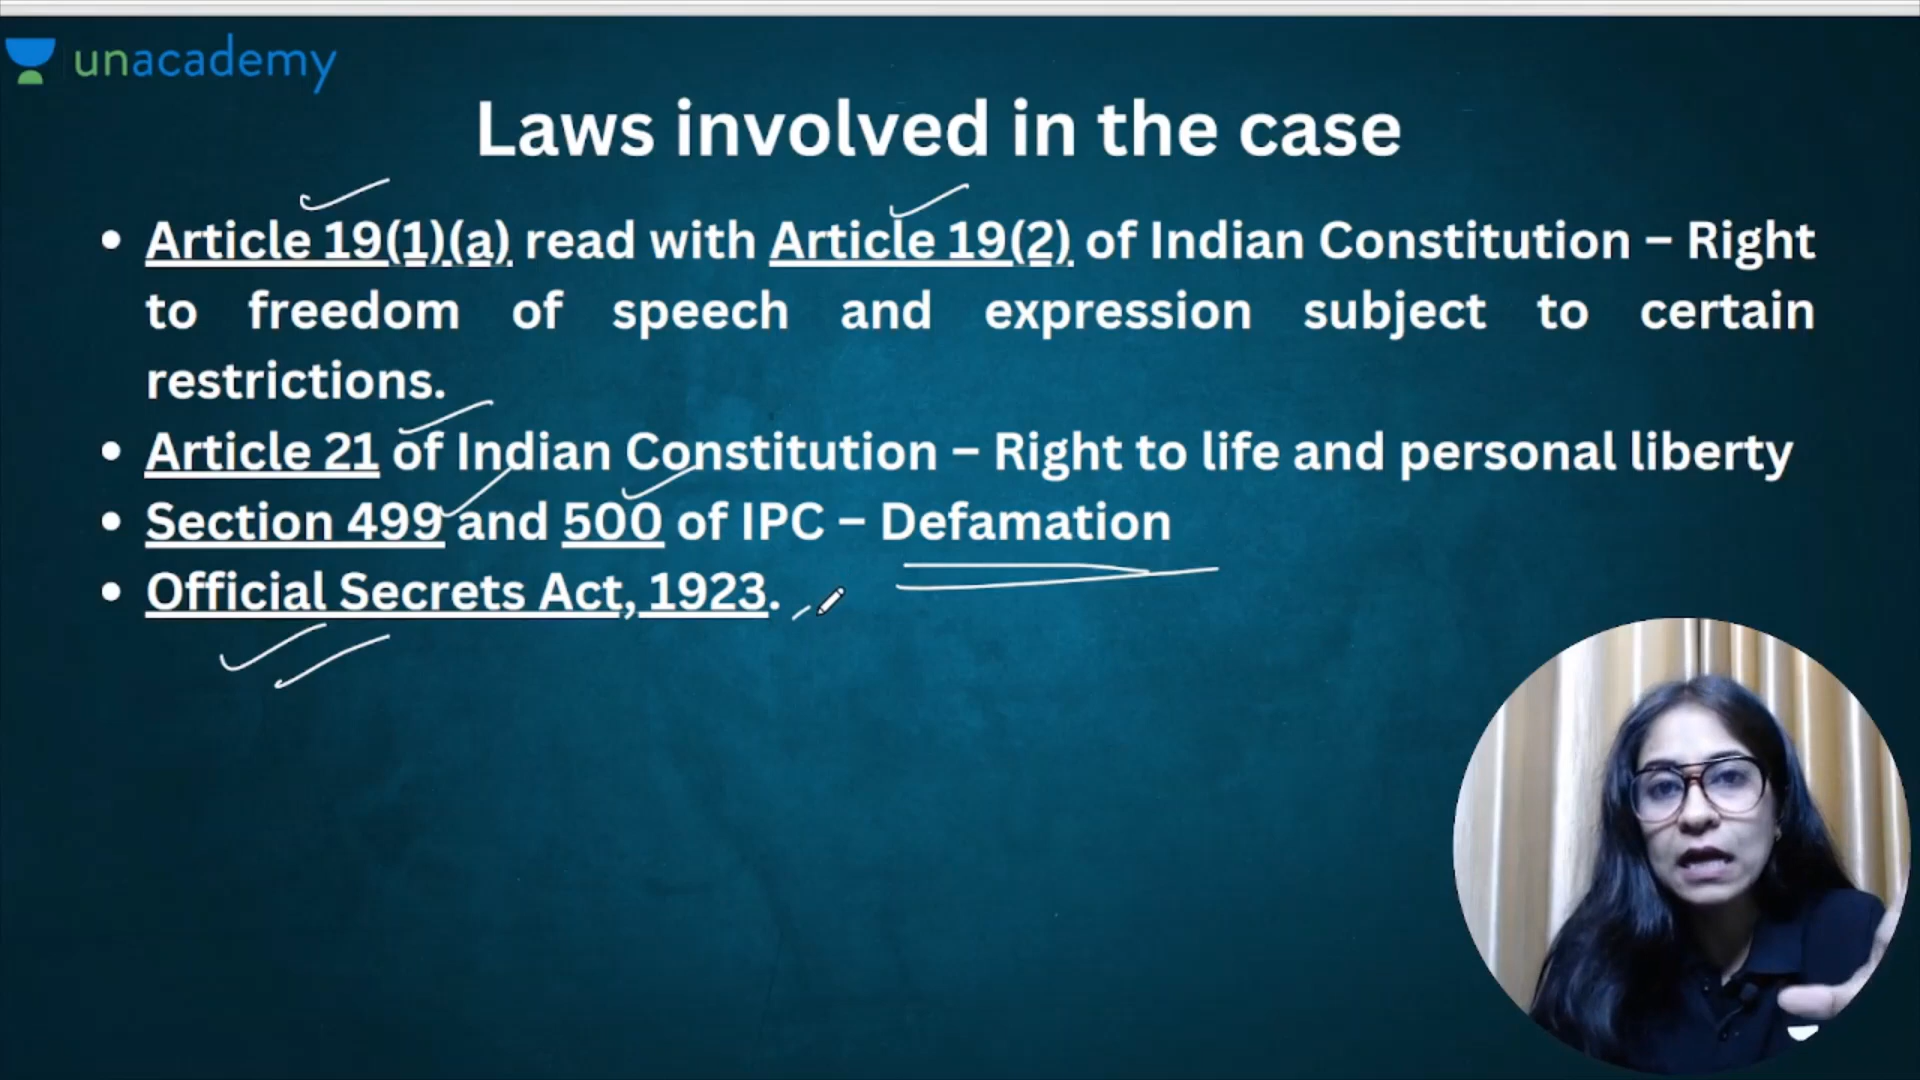 unacademy
Laws involved in the case
• Article 19(1)(a) read with Article 19(2) of Indian Constitution – Right
to freedom of speech and expression subject to certain
restrictions.
• Article 21 of Indian Constitution – Right to life and personal liberty
• Section 499 and 500 of IPC – Defamation
• Official Secrets Act, 1923.